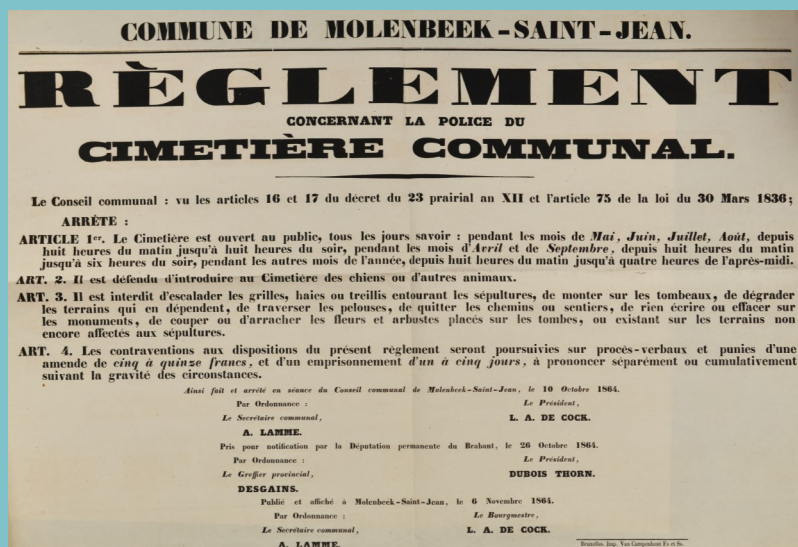 COMMUNE DE MOLENBEEK-SAINT-JEAN.
RÈGLEMENT
CONCERNANT LA POLICE DU
CIMETIÈRE COMMUNAL.
Le Conseil communal : vu les articles 16 et 17 du décret du 23 prairial an XII et l'article 75 de la loi du 30 Mars 1836;
ARRÊTE :
ARTICLE 1er. Le Cimetière est ouvert au public, tous les jours savoir : pendant les mois de Mai, Juin, Juillet, Août, depuis
huit heures du matin jusqu'à huit heures du soir, pendant les mois d'Avril et de Septembre, depuis huit heures du matin
jusqu'à six heures du soir, pendant les autres mois de l'année, depuis huit heures du matin jusqu'à quatre heures de l'après-midi.
ART. 2. Il est défendu d'introduire au Cimetière des chiens ou d'autres animaux.
ART. 3. Il est interdit d'escalader les grilles, haies ou treillis entourant les sépultures, de monter sur les tombeaux, de dégrader
les terrains qui en dépendent, de traverser les pelouses, de quitter les chemins ou sentiers, de rien écrire ou effacer sur
les monuments, de couper ou d'arracher les fleurs et arbustes placés sur les tombes, ou existant sur les terrains non
encore affectés aux sépultures.
ART. 4. Les contraventions aux dispositions du présent règlement seront poursuivies sur procès-verbaux et punies d'une
amende de cinq à quinze francs, et d'un emprisonnement d'un à cinq jours, à prononcer séparément ou cumulativement
suivant la gravité des circonstances.
Ainsi fait et arrêté en séance du Conseil communal de Molenbeek-Saint-Jean, le 10 Octobre 1864.
Par Ordonnance : Le Président,
Le Secrétaire communal, L. A. DE COCK.
A. LAMME.
Pris pour notification par la Députation permanente du Brabant, le 26 Octobre 1864.
Par Ordonnance : Le Président,
Le Greffier provincial, DUBOIS THORN.
DESGAINS.
Publié et affiché à Molenbeek-Saint-Jean, le 6 Novembre 1864.
Par Ordonnance : Le Bourgmestre,
Le Secrétaire communal, L. A. DE COCK.
A. LAMME.
Bruxelles. Imp. Van Campenhout Fs et Sr.